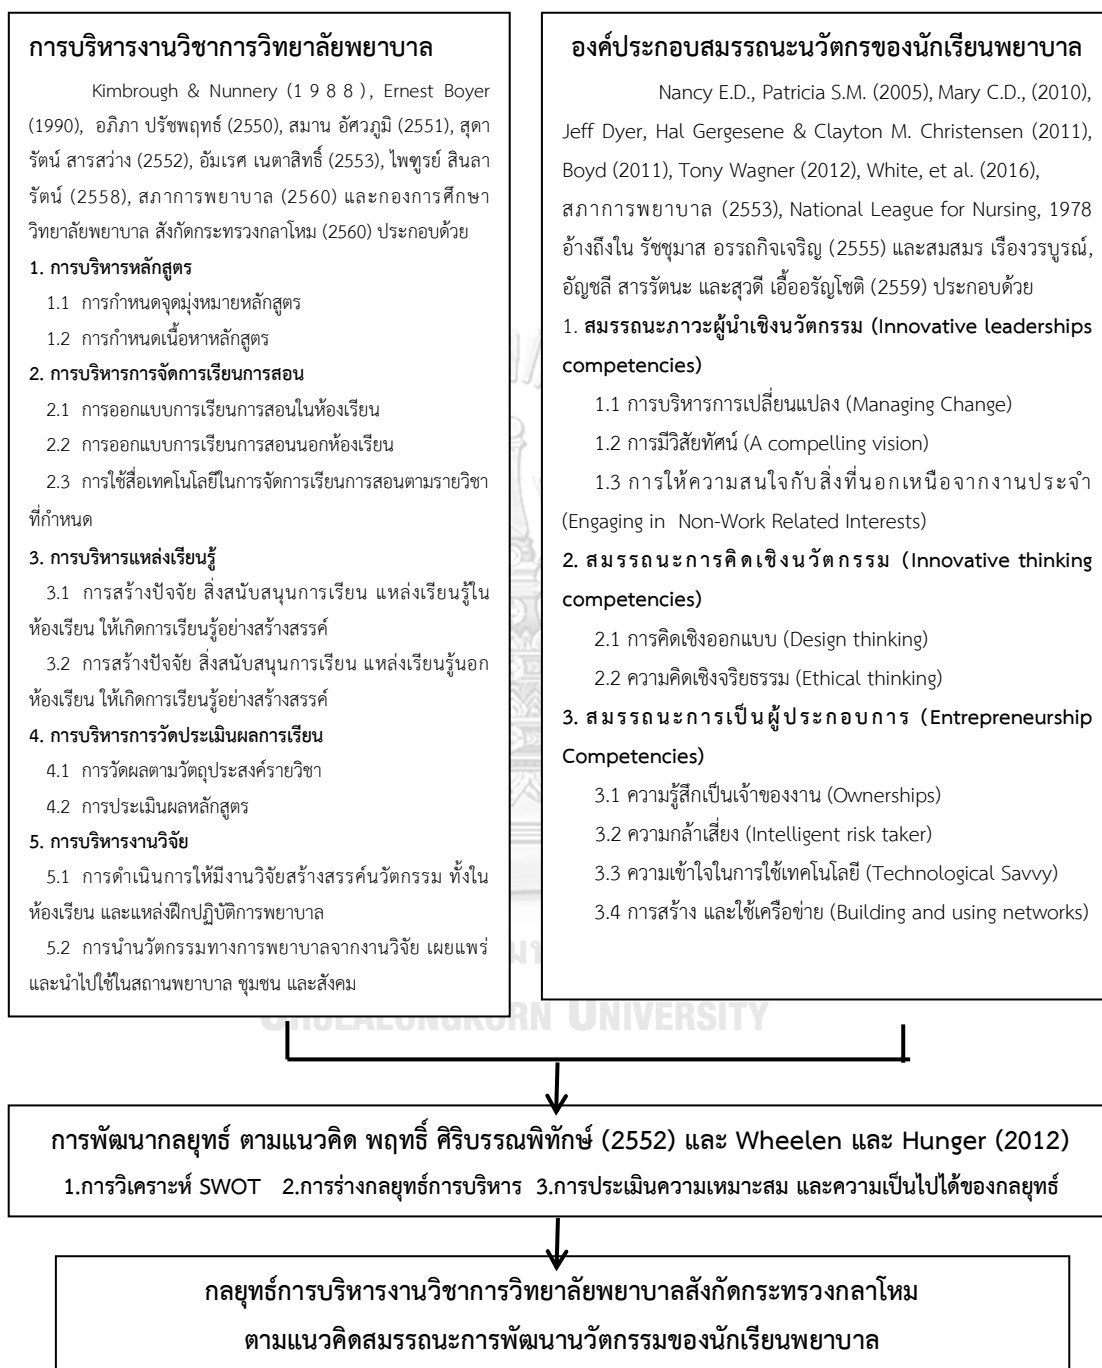 การบริหารงานวิชาการวิทยาลัยพยาบาล
Kimbrough & Nunnery (1 9 8 8 ), Ernest Boyer
(1990), อภิภา ปรัชพฤทธ์ (2550), สมาน อัศวภูมิ (2551), สุดา
รัตน์ สารสว่าง (2552), อัมเรศ เนตาสิทธิ์ (2553), ไพฑูรย์ สินลา
รัตน์ (2558), สภาการพยาบาล (2560) และกองการศึกษา
วิทยาลัยพยาบาล สังกัดกระทรวงกลาโหม (2560) ประกอบด้วย
1. การบริหารหลักสูตร
1.1 การกำหนดจุดมุ่งหมายหลักสูตร
1.2 การกำหนดเนื้อหาหลักสูตร
2. การบริหารการจัดการเรียนการสอน
2.1 การออกแบบการเรียนการสอนในห้องเรียน
2.2 การออกแบบการเรียนการสอนนอกห้องเรียน
2.3 การใช้สื่อเทคโนโลยีในการจัดการเรียนการสอนตามรายวิชา
ที่กำหนด
3. การบริหารแหล่งเรียนรู้
3.1 การสร้างปัจจัย สิ่งสนับสนุนการเรียน แหล่งเรียนรู้ใน
ห้องเรียน ให้เกิดการเรียนรู้อย่างสร้างสรรค์
3.2 การสร้างปัจจัย สิ่งสนับสนุนการเรียน แหล่งเรียนรู้นอก
ห้องเรียน ให้เกิดการเรียนรู้อย่างสร้างสรรค์
4. การบริหารการวัดประเมินผลการเรียน
4.1 การวัดผลตามวัตถุประสงค์รายวิชา
4.2 การประเมินผลหลักสูตร
5. การบริหารงานวิจัย
5.1 การดำเนินการให้มีงานวิจัยสร้างสรรค์นวัตกรรม ทั้งใน
ห้องเรียน และแหล่งฝึกปฏิบัติการพยาบาล
5.2 การนำนวัตกรรมทางการพยาบาลจากงานวิจัย เผยแพร่
และนำไปใช้ในสถานพยาบาล ชุมชน และสังคม
องค์ประกอบสมรรถนะนวัตกรของนักเรียนพยาบาล
Nancy E.D., Patricia S.M. (2005), Mary C.D., (2010),
Jeff Dyer, Hal Gergesene & Clayton M. Christensen (2011),
Boyd (2011), Tony Wagner (2012), White, et al. (2016),
สภาการพยาบาล (2553), National League for Nursing, 1978
อ้างถึงใน รัชชุมาส อรรถกิจเจริญ (2555) และสมสมร เรืองวรบูรณ์,
อัญชลี สารรัตนะ และสุวดี เอื้ออรัญโชติ (2559) ประกอบด้วย
1. สมรรถนะภาวะผู้นำเชิงนวัตกรรม (Innovative leaderships
competencies)
1.1 การบริหารการเปลี่ยนแปลง (Managing Change)
1.2 การมีวิสัยทัศน์ (A compelling vision)
1.3 การให้ความสนใจกับสิ่งที่นอกเหนือจากงานประจำ
(Engaging in Non-Work Related Interests)
2. สมรรถนะการคิดเชิงนวัตกรรม (Innovative thinking
competencies)
2.1 การคิดเชิงออกแบบ (Design thinking)
2.2 ความคิดเชิงจริยธรรม (Ethical thinking)
3. สมรรถนะการเป็นผู้ประกอบการ (Entrepreneurship
Competencies)
3.1 ความรู้สึกเป็นเจ้าของงาน (Ownerships)
3.2 ความกล้าเสี่ยง (Intelligent risk taker)
3.3 ความเข้าใจในการใช้เทคโนโลยี (Technological Savvy)
3.4 การสร้าง และใช้เครือข่าย (Building and using networks)
CHULALONGKORN UNIVERSITY
การพัฒนากลยุทธ์ ตามแนวคิด พฤทธิ์ ศิริบรรณพิทักษ์ (2552) และ Wheelen และ Hunger (2012)
1.การวิเคราะห์ SWOT 2.การร่างกลยุทธ์การบริหาร 3.การประเมินความเหมาะสม และความเป็นไปได้ของกลยุทธ์
กลยุทธ์การบริหารงานวิชาการวิทยาลัยพยาบาลสังกัดกระทรวงกลาโหม
ตามแนวคิดสมรรถนะการพัฒนานวัตกรรมของนักเรียนพยาบาล